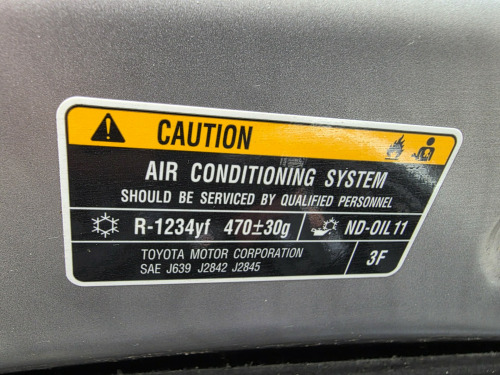 CAUTION
AIR CONDITIONING SYSTEM
SHOULD BE SERVICED BY QUALIFIED PERSONNEL
R-1234yf 470±30g ND-OIL 11
TOYOTA MOTOR CORPORATION
SAE J639 J2842 J2845
3F